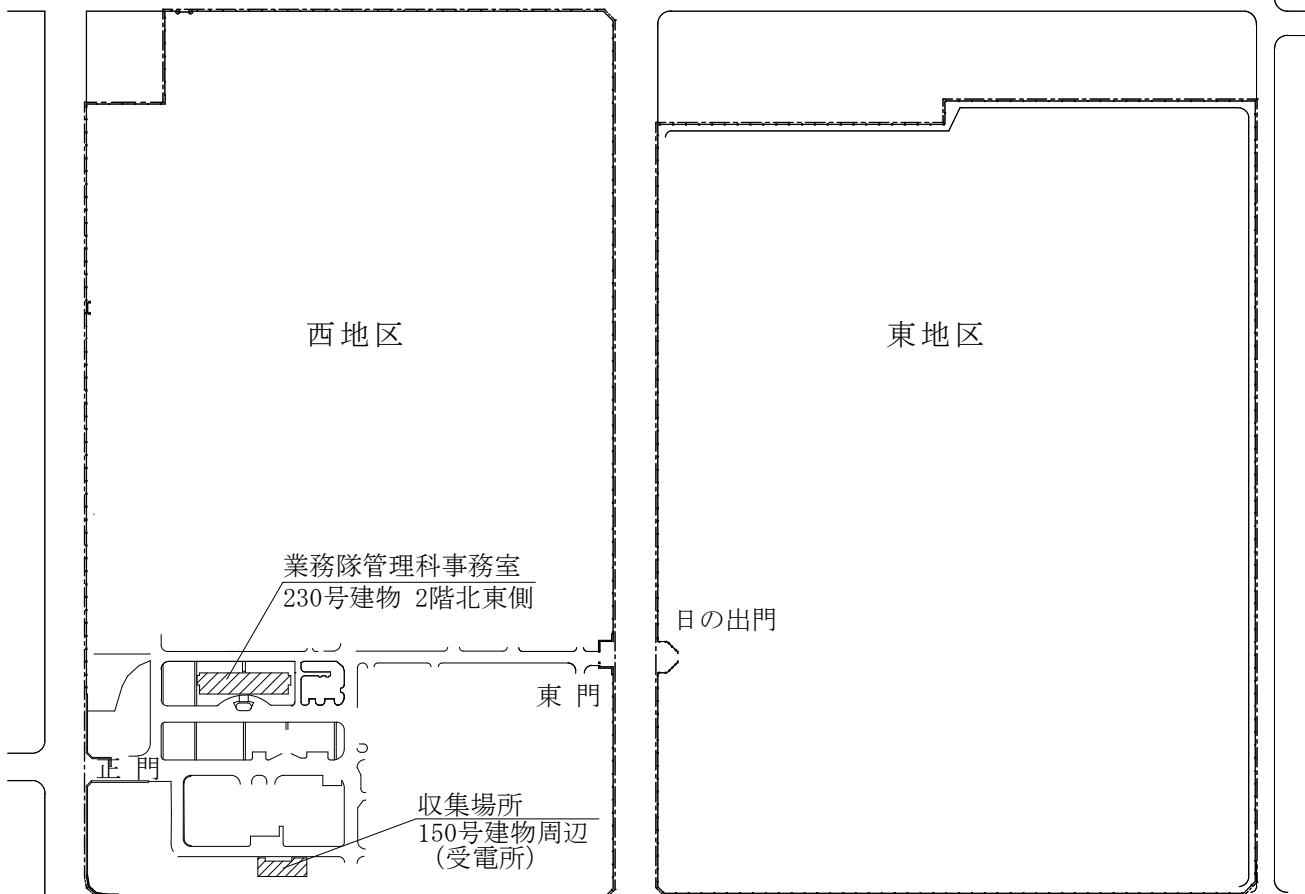 西地区
東地区
業務隊管理科事務室
230号建物 2階北東側
日の出門
東 門
正 門
収集場所
150号建物周辺
(受電所)